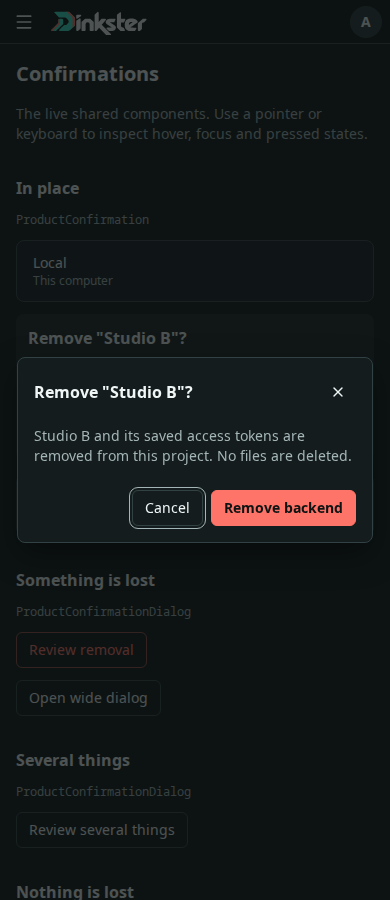 Dinkster
A
Confirmations
The live shared components. Use a pointer or
keyboard to inspect hover, focus and pressed states.
In place
ProductConfirmation
Local
This computer
Remove "Studio B"?
Remove "Studio B"?
Studio B and its saved access tokens are
removed from this project. No files are deleted.
Cancel
Remove backend
Something is lost
ProductConfirmationDialog
Review removal
Open wide dialog
Several things
ProductConfirmationDialog
Review several things
Nothing is lost